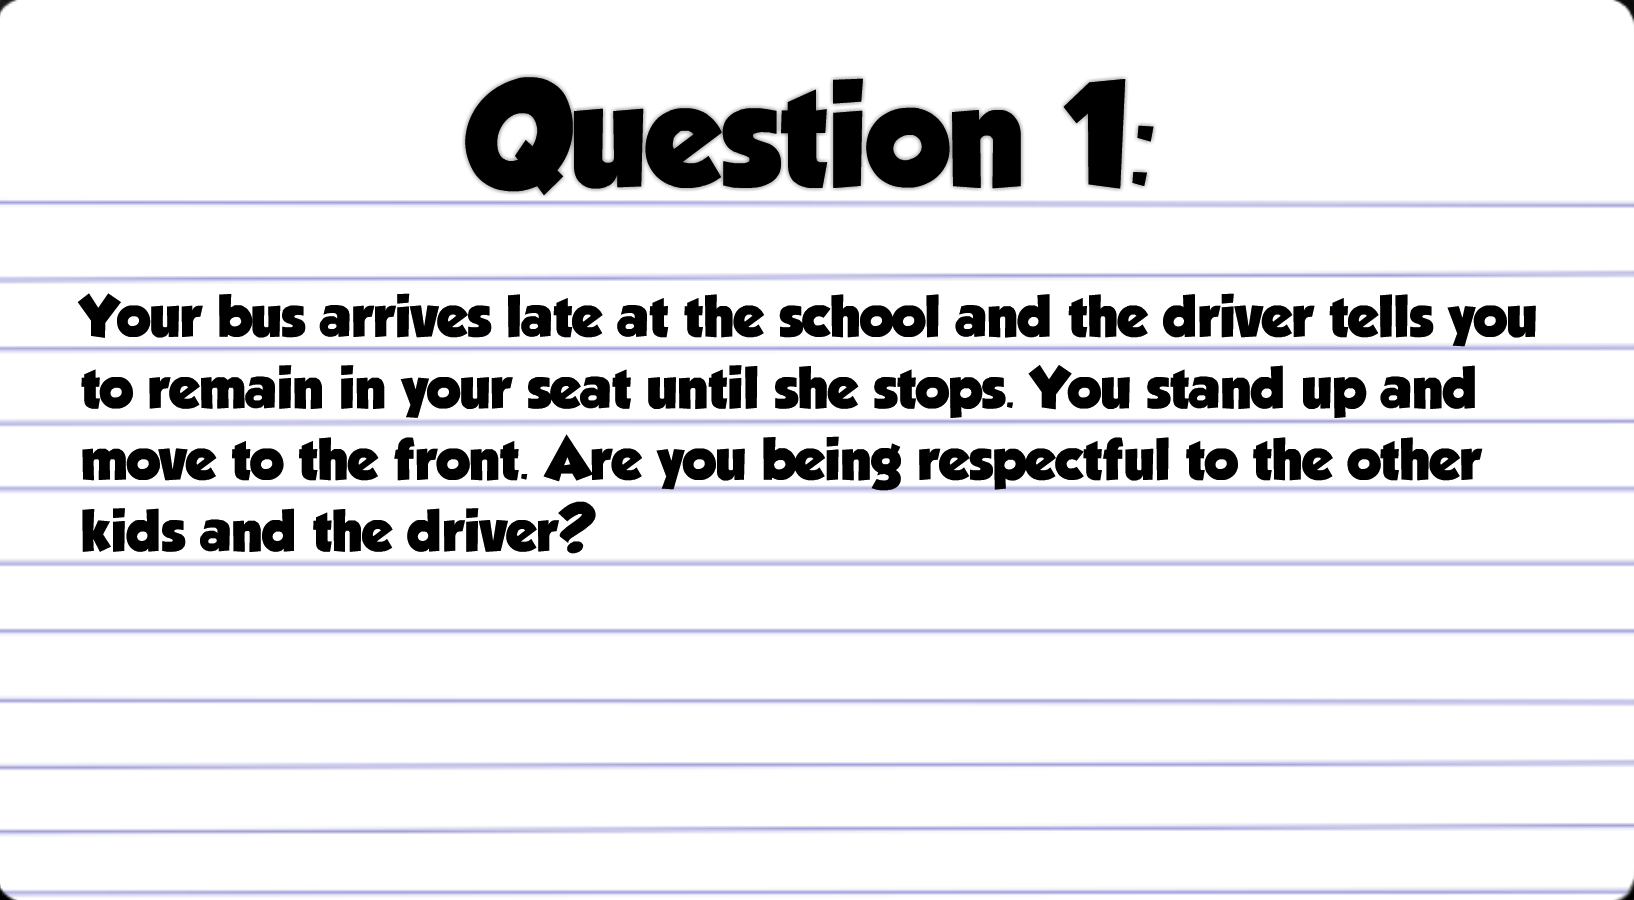 Question 1:
Your bus arrives late at the school and the driver tells you
to remain in your seat until she stops. You stand up and
move to the front. Are you being respectful to the other
kids and the driver?